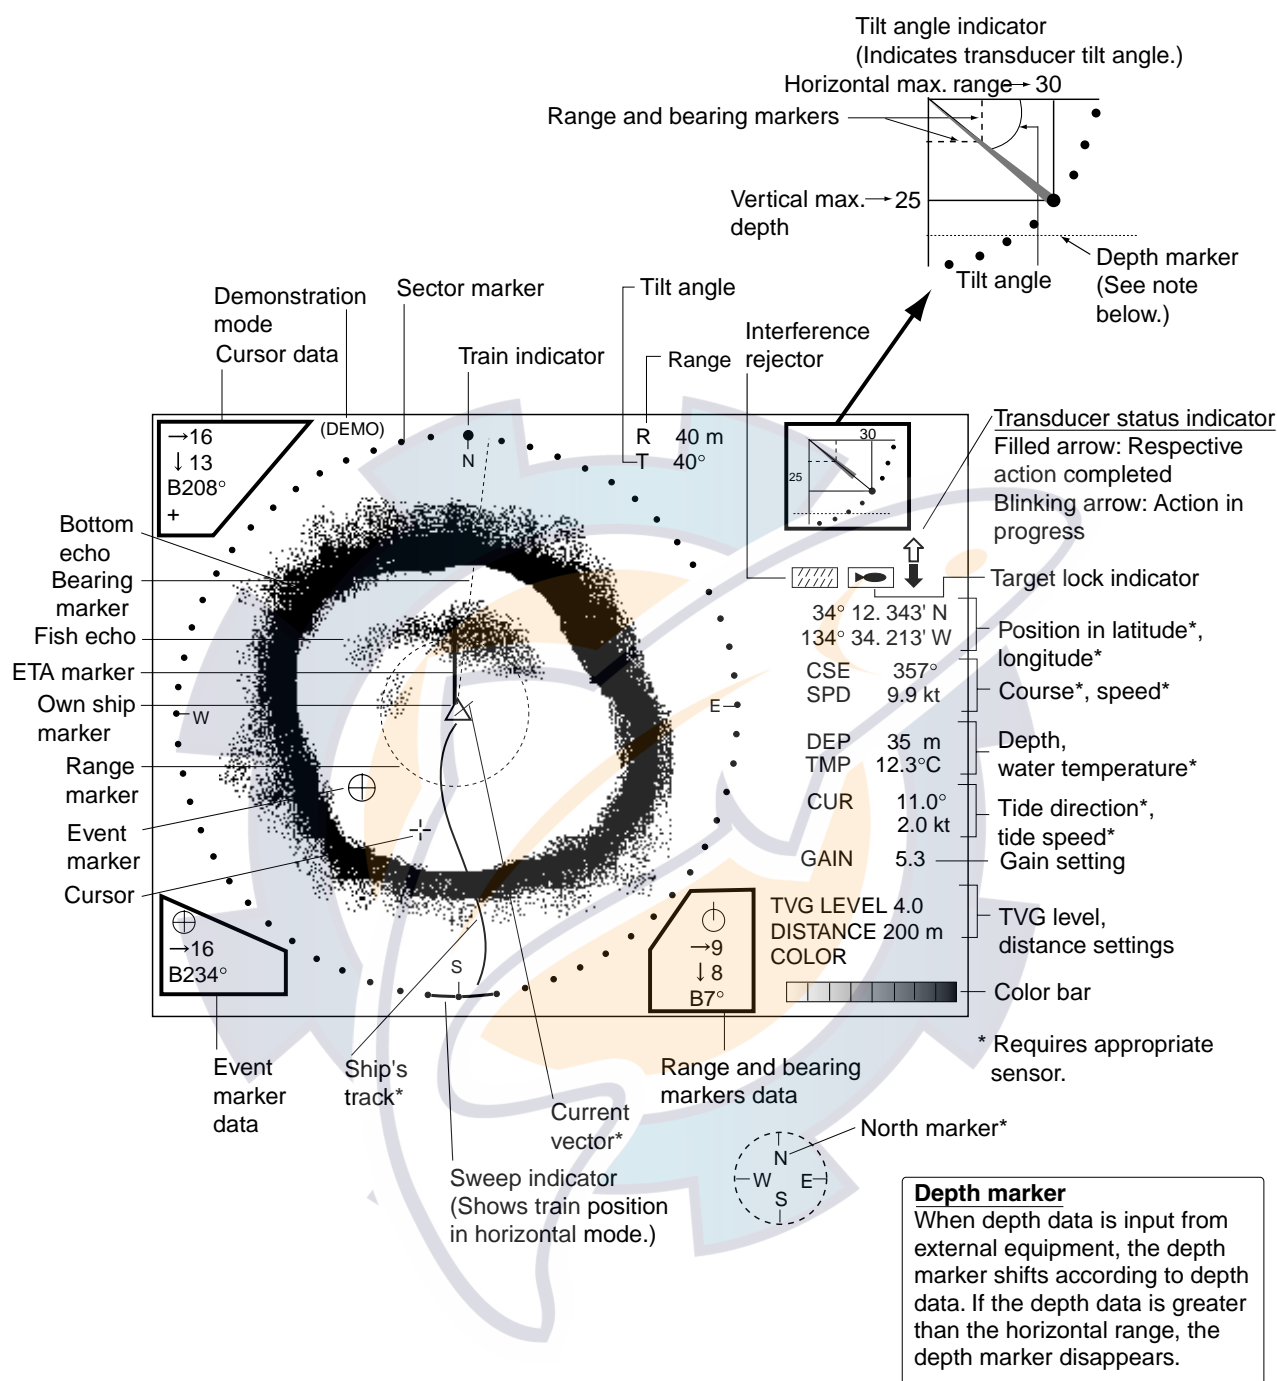 Tilt angle indicator
(Indicates transducer tilt angle.)
Horizontal max. range 30
Range and bearing markers
Vertical max. 25
depth
Depth marker
(See note
below.)
Tilt angle
Demonstration
mode
Cursor data
Sector marker
Train indicator
Tilt angle
Range
Interference
rejector
→16
↓ 13
B208°
+
(DEMO)
N
R 40 m
T 40°
30
25
Transducer status indicator
Filled arrow: Respective
action completed
Blinking arrow: Action in
progress
Target lock indicator
Bottom
echo
Bearing
marker
Fish echo
ETA marker
Own ship
marker
Range
marker
Event
marker
Cursor
W
E
S
34° 12. 343' N
134° 34. 213' W
Position in latitude*,
longitude*
CSE 357°
SPD 9.9 kt
Course*, speed*
DEP 35 m
TMP 12.3°C
Depth,
water temperature*
CUR 11.0°
2.0 kt
Tide direction*,
tide speed*
GAIN 5.3
Gain setting
TVG LEVEL 4.0
DISTANCE 200 m
COLOR
TVG level,
distance settings
Color bar
→16
B234°
→9
↓ 8
B7°
Event
marker
data
Ship's
track*
Current
vector*
Sweep indicator
(Shows train position
in horizontal mode.)
Range and bearing
markers data
* Requires appropriate
sensor.
North marker*
N
W E
S
Depth marker
When depth data is input from
external equipment, the depth
marker shifts according to depth
data. If the depth data is greater
than the horizontal range, the
depth marker disappears.